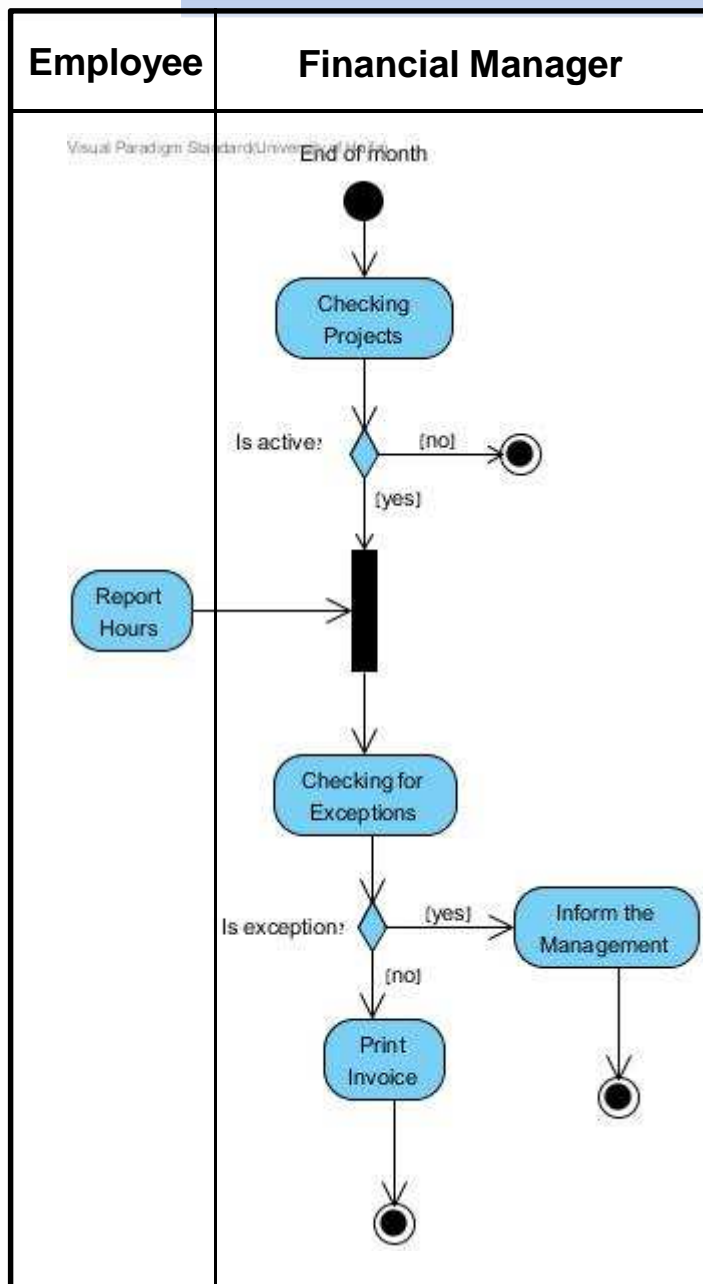 Employee
Financial Manager
Visual Paradigm Standard(Univer
End of month
Checking
Projects
Is active?
[no]
[yes]
Report
Hours
Checking for
Exceptions
Is exception?
[yes]
Inform the
Management
[no]
Print
Invoice